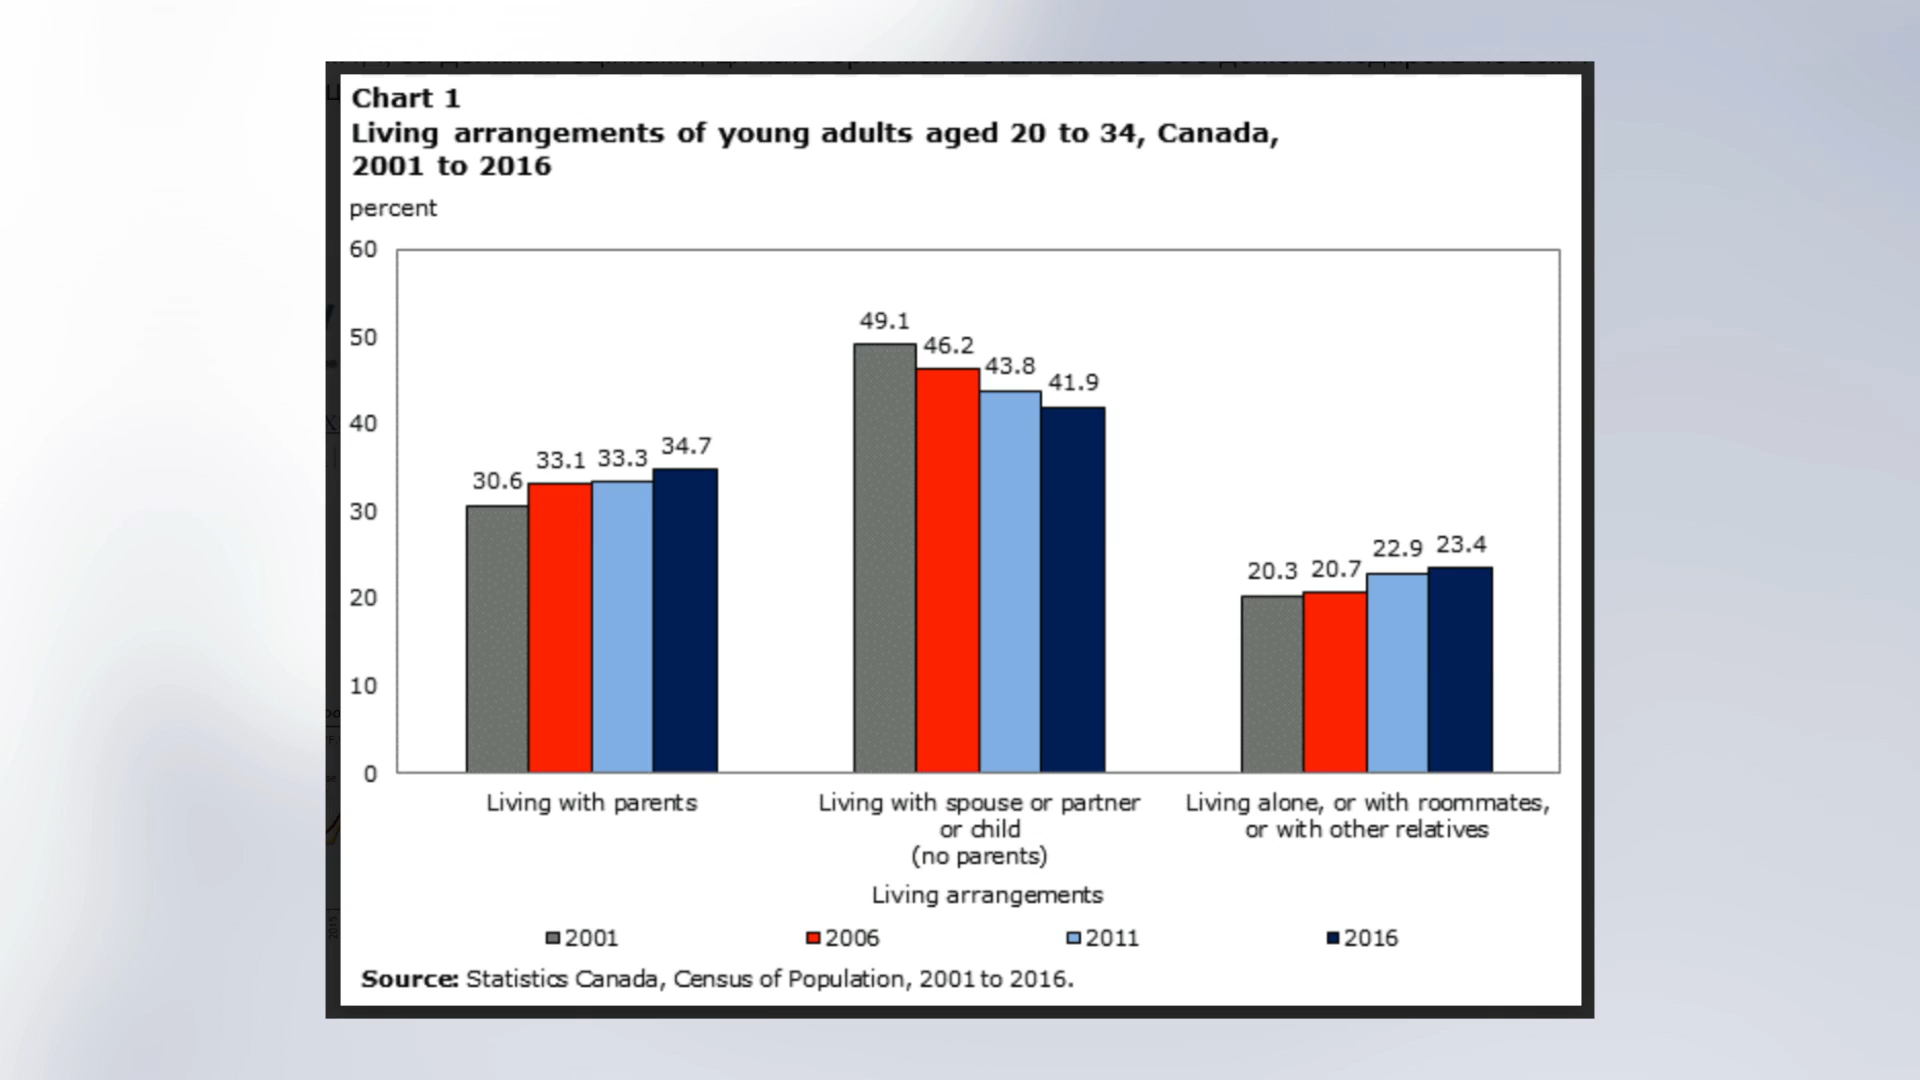 Chart 1
Living arrangements of young adults aged 20 to 34, Canada,
2001 to 2016
percent
60
50
40
30
20
10
0
30.6
33.1
33.3
34.7
49.1
46.2
43.8
41.9
20.3
20.7
22.9
23.4
Living with parents
Living with spouse or partner
or child
(no parents)
Living alone, or with roommates,
or with other relatives
Living arrangements
2001
2006
2011
2016
Source: Statistics Canada, Census of Population, 2001 to 2016.